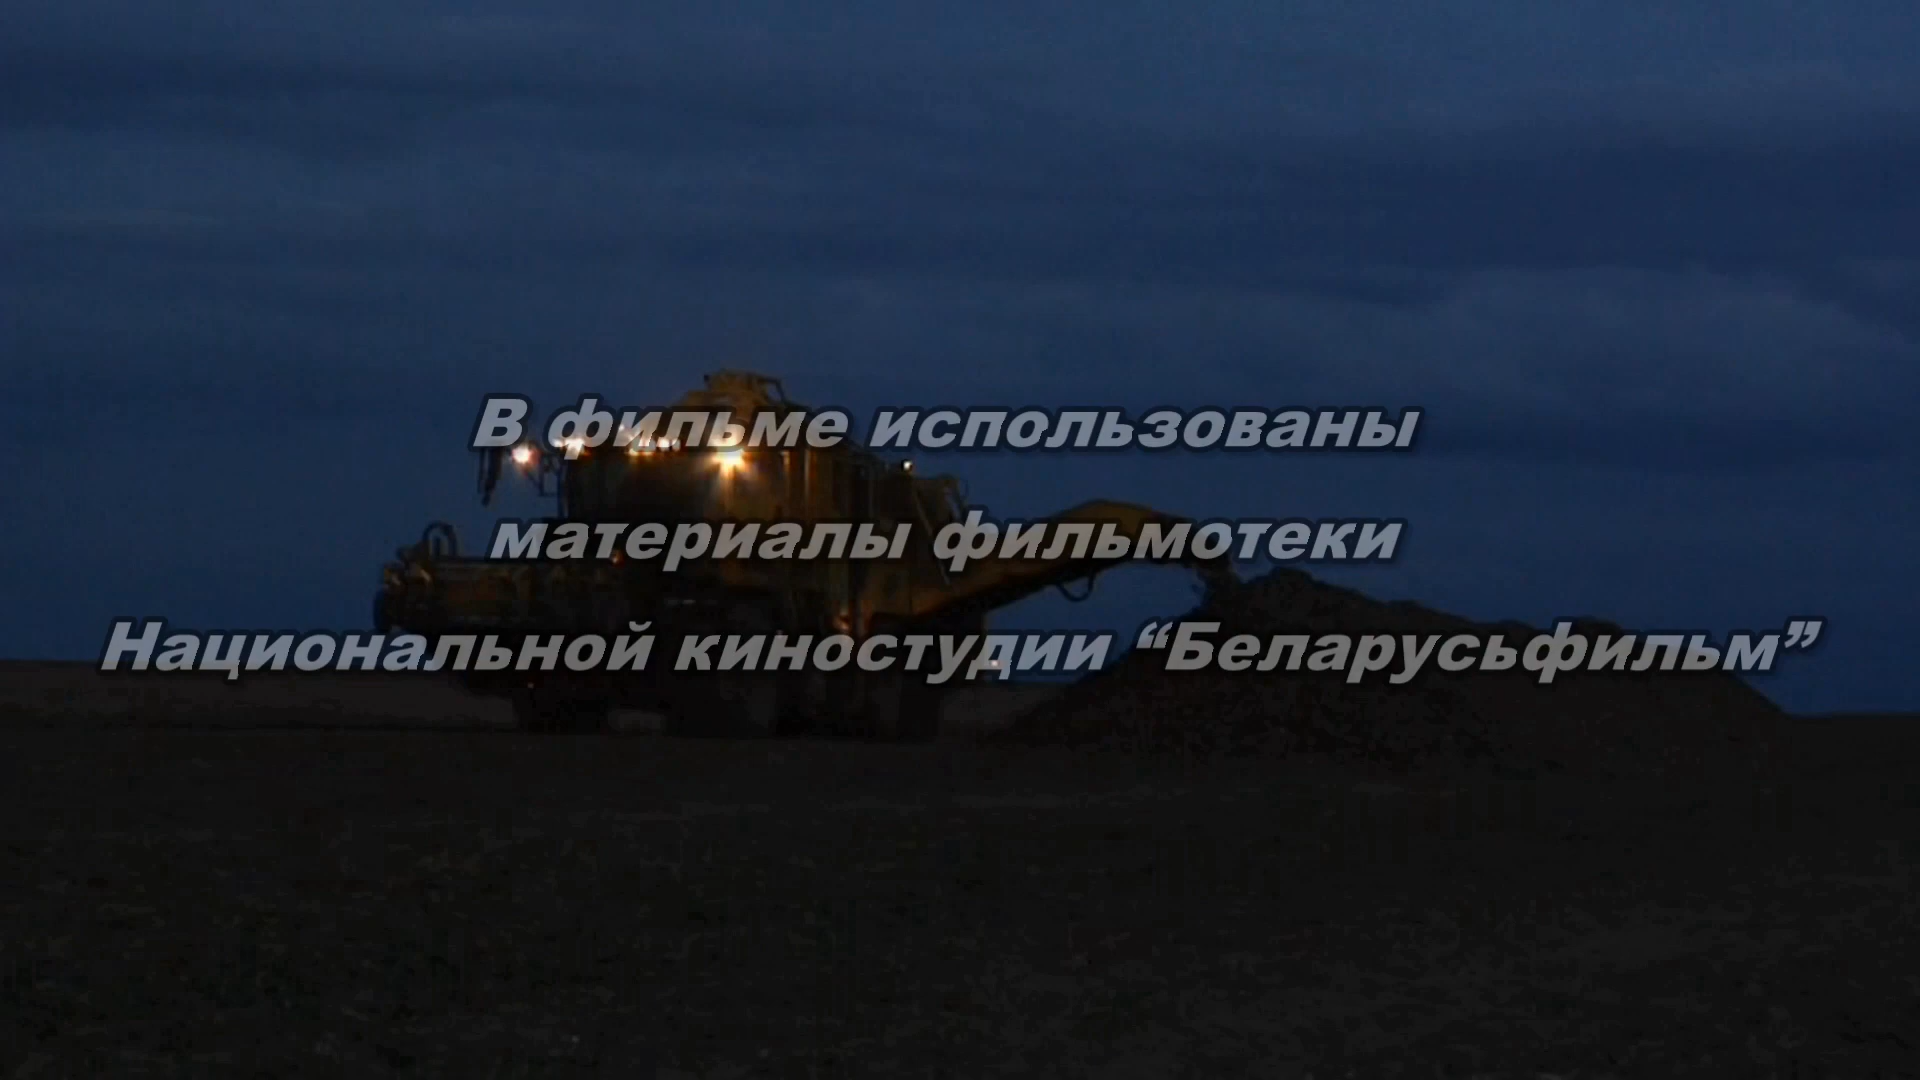 В фильме использованы
материалы фильмотеки
Национальной киностудии “Беларусьфильм”